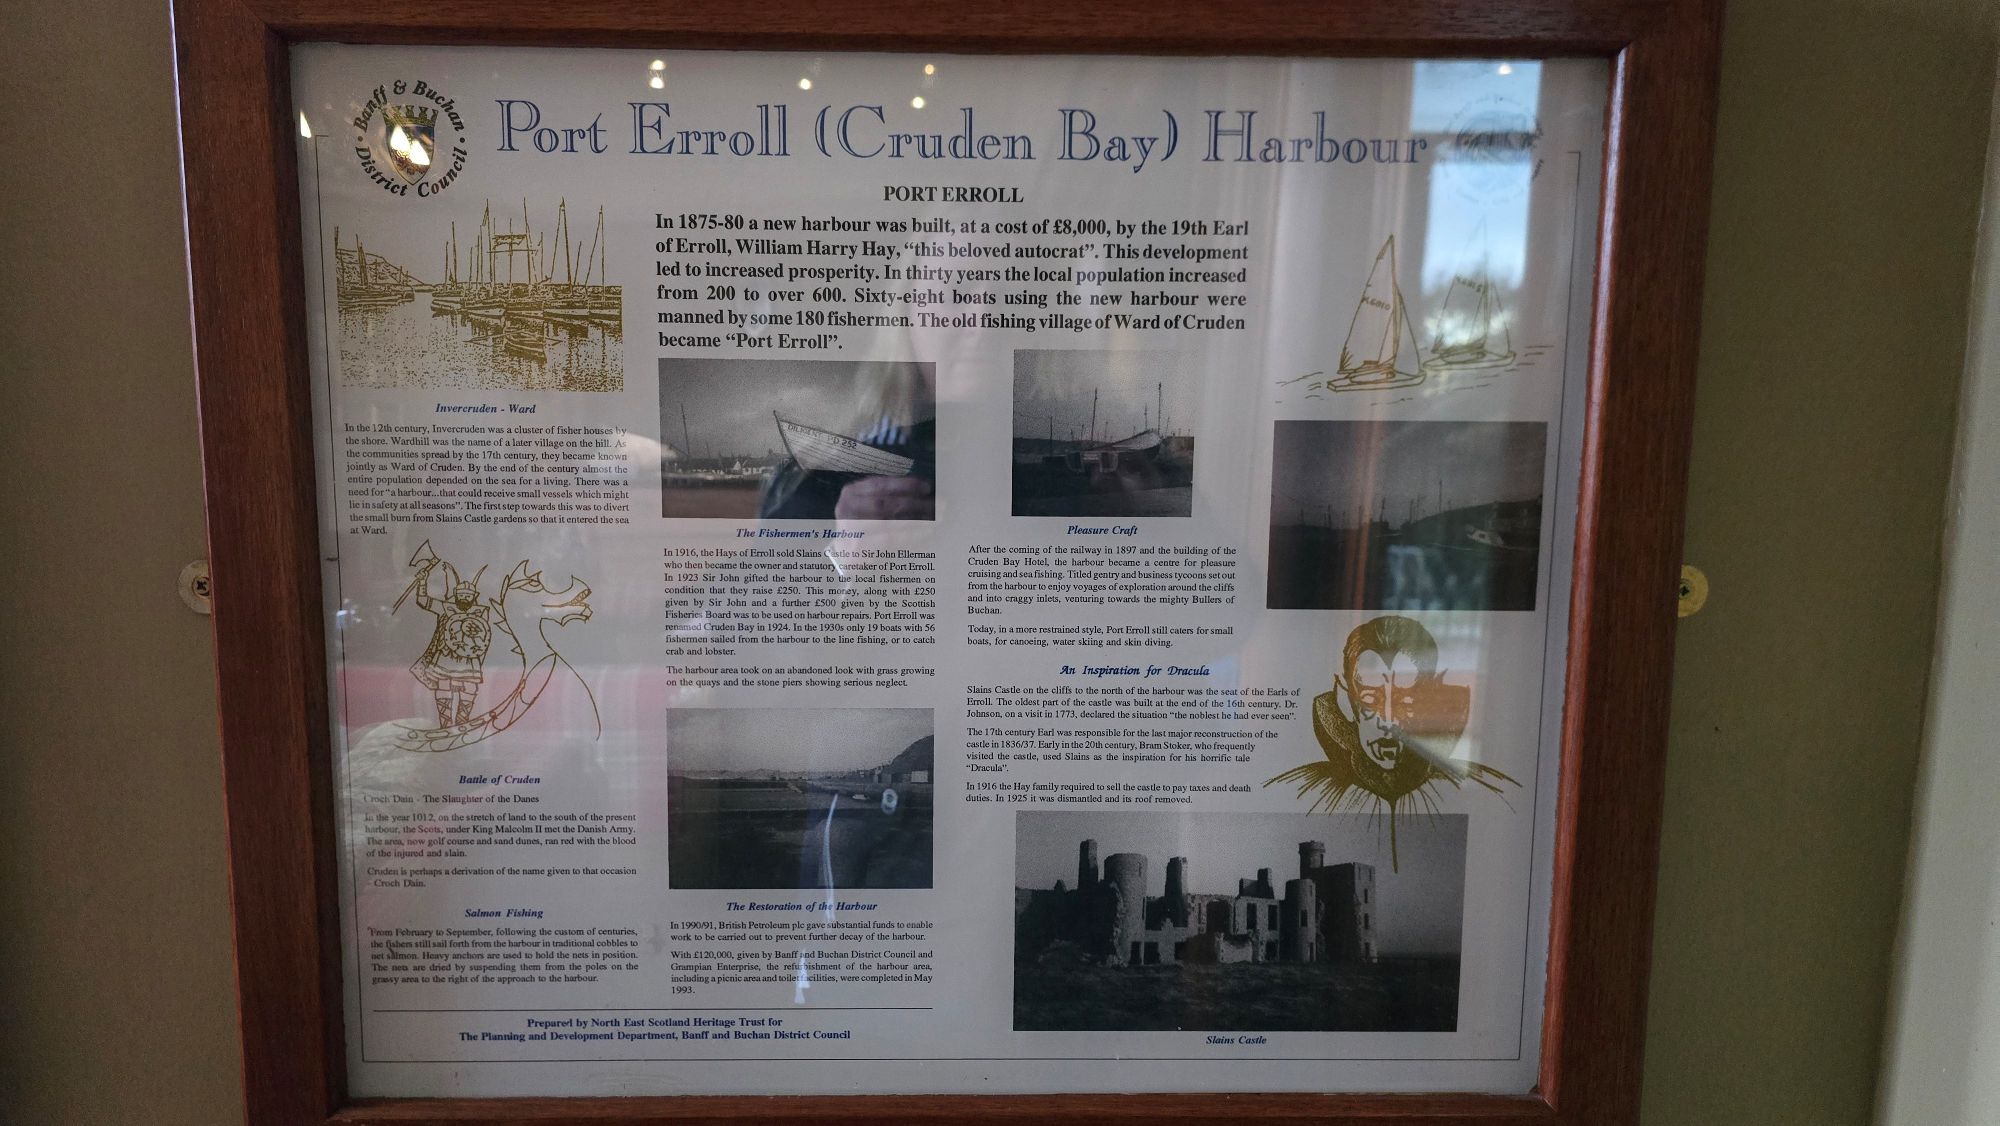 Banff & Buchan
District Council
Port Erroll (Cruden Bay) Harbour
PORT ERROLL
In 1875-80 a new harbour was built, at a cost of £8,000, by the 19th Earl
of Erroll, William Harry Hay, “this beloved autocrat”. This development
led to increased prosperity. In thirty years the local population increased
from 200 to over 600. Sixty-eight boats using the new harbour were
manned by some 180 fishermen. The old fishing village of Ward of Cruden
became “Port Erroll”.
Invercruden - Ward
In the 12th century, Invercruden was a cluster of fisher houses by
the shore. Wardhill was the name of a later village on the hill. As
the communities spread by the 17th century, they became known
jointly as Ward of Cruden. By the end of the century almost the
entire population depended on the sea for a living. There was a
need for “a harbour...that could receive small vessels which might
lie in safety at all seasons”. The first step towards this was to divert
the small burn from Slains Castle gardens so that it entered the sea
at Ward.
Battle of Cruden
Croch Dain - The Slaughter of the Danes
In the year 1012, on the stretch of land to the south of the present
harbour, the Scots, under King Malcolm II met the Danish Army.
The area, now golf course and sand dunes, ran red with the blood
of the injured and slain.
Cruden is perhaps a derivation of the name given to that occasion
- Croch Dain.
Salmon Fishing
From February to September, following the custom of centuries,
the fishers still sail forth from the harbour in traditional cobbles to
net salmon. Heavy anchors are used to hold the nets in position.
The nets are dried by suspending them from the poles on the
grassy area to the right of the approach to the harbour.
DILIGENT PD 252
The Fishermen's Harbour
In 1916, the Hays of Erroll sold Slains Castle to Sir John Ellerman
who then became the owner and statutory caretaker of Port Erroll.
In 1923 Sir John gifted the harbour to the local fishermen on
condition that they raise £250. This money, along with £250
given by Sir John and a further £500 given by the Scottish
Fisheries Board was to be used on harbour repairs. Port Erroll was
renamed Cruden Bay in 1924. In the 1930s only 19 boats with 56
fishermen sailed from the harbour to the line fishing, or to catch
crab and lobster.
The harbour area took on an abandoned look with grass growing
on the quays and the stone piers showing serious neglect.
The Restoration of the Harbour
In 1990/91, British Petroleum plc gave substantial funds to enable
work to be carried out to prevent further decay of the harbour.
With £120,000, given by Banff and Buchan District Council and
Grampian Enterprise, the refurbishment of the harbour area,
including a picnic area and toilet facilities, were completed in May
1993.
Pleasure Craft
After the coming of the railway in 1897 and the building of the
Cruden Bay Hotel, the harbour became a centre for pleasure
cruising and sea fishing. Titled gentry and business tycoons set out
from the harbour to enjoy voyages of exploration around the cliffs
and into craggy inlets, venturing towards the mighty Bullers of
Buchan.
Today, in a more restrained style, Port Erroll still caters for small
boats, for canoeing, water skiing and skin diving.
An Inspiration for Dracula
Slains Castle on the cliffs to the north of the harbour was the seat of the Earls of
Erroll. The oldest part of the castle was built at the end of the 16th century. Dr.
Johnson, on a visit in 1773, declared the situation “the noblest he had ever seen”.
The 17th century Earl was responsible for the last major reconstruction of the
castle in 1836/37. Early in the 20th century, Bram Stoker, who frequently
visited the castle, used Slains as the inspiration for his horrific tale
“Dracula”.
In 1916 the Hay family required to sell the castle to pay taxes and death
duties. In 1925 it was dismantled and its roof removed.
Slains Castle
Prepared by North East Scotland Heritage Trust for
The Planning and Development Department, Banff and Buchan District Council